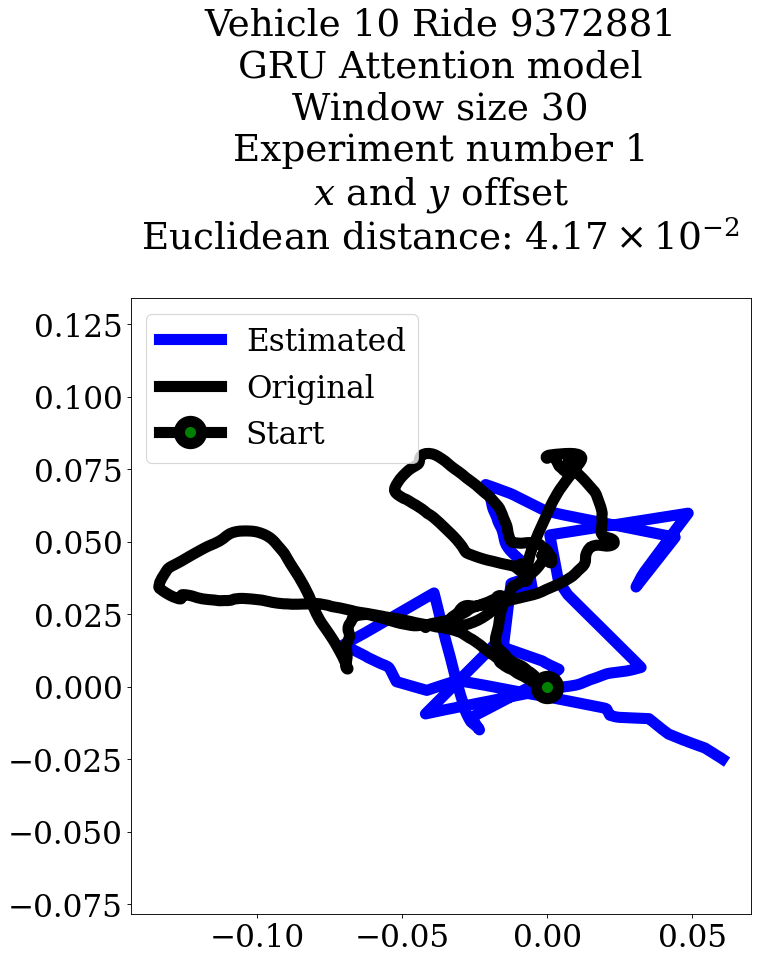 Vehicle 10 Ride 9372881
GRU Attention model
Window size 30
Experiment number 1
x and y offset
Euclidean distance: 4.17 × 10⁻²
Estimated
Original
Start
0.125
0.100
0.075
0.050
0.025
0.000
−0.025
−0.050
−0.075
−0.10
−0.05
0.00
0.05